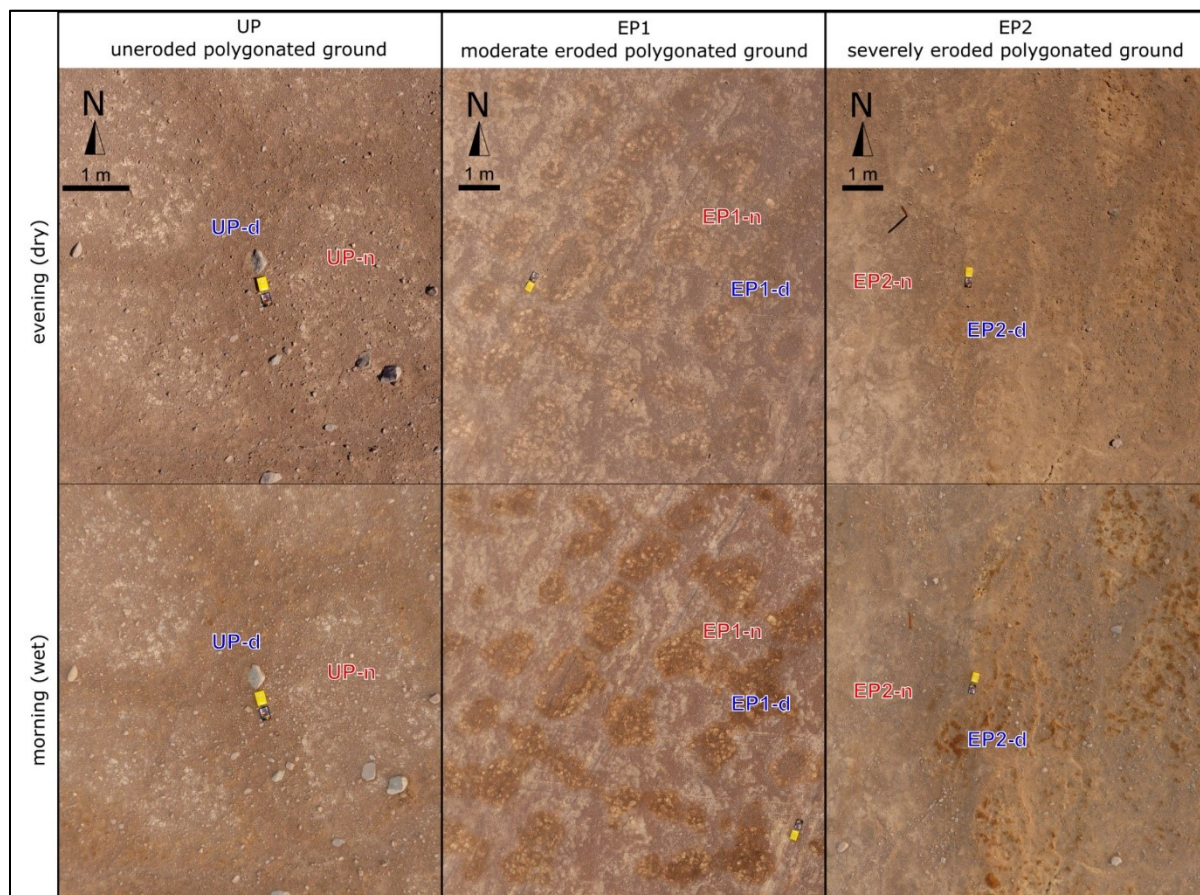 UP
uneroded polygonated ground
EP1
moderate eroded polygonated ground
EP2
severely eroded polygonated ground
evening (dry)
N
1 m
UP-d
UP-n
N
1 m
EP1-n
EP1-d
N
1 m
EP2-n
EP2-d
morning (wet)
UP-d
UP-n
EP1-n
EP1-d
EP2-n
EP2-d